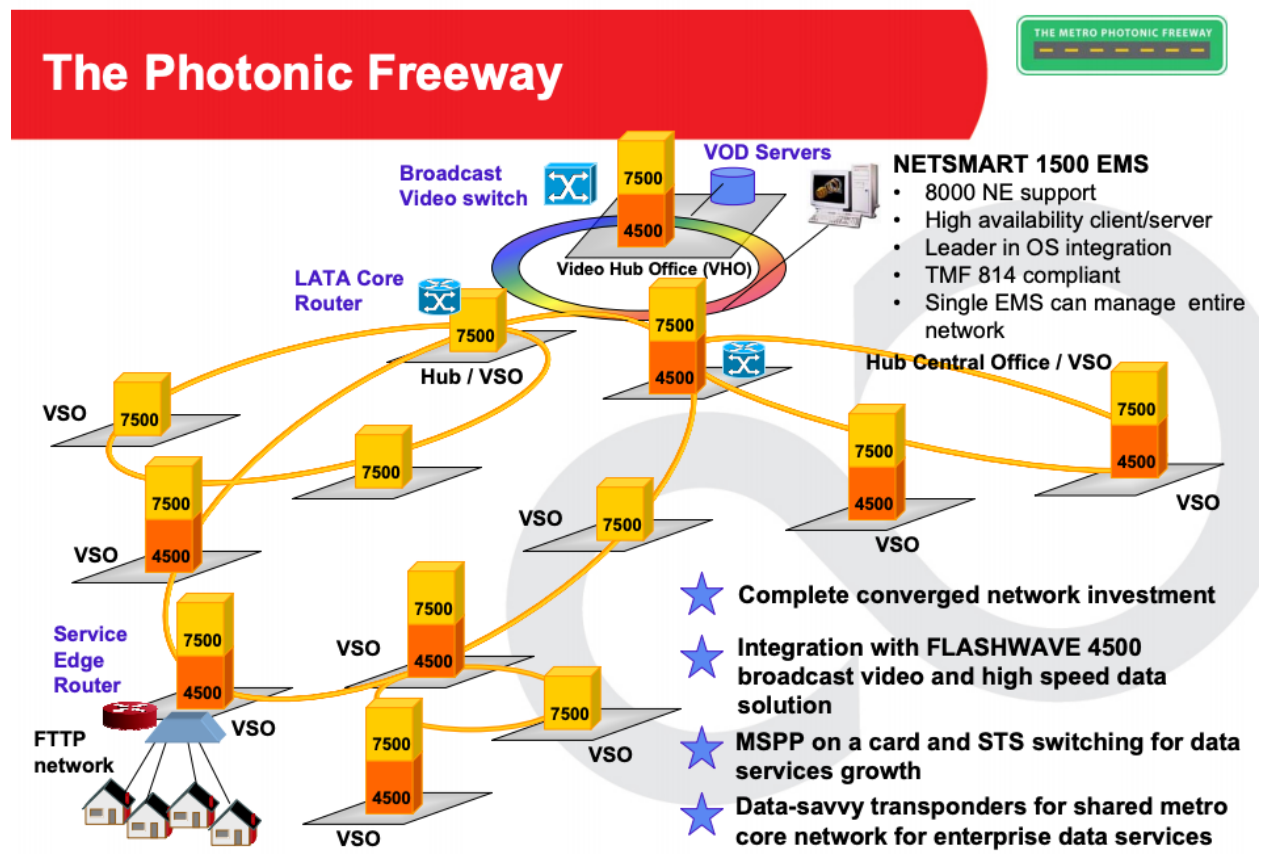 The Photonic Freeway
THE METRO PHOTONIC FREEWAY
Broadcast
Video switch
7500
4500
VOD Servers
Video Hub Office (VHO)
NETSMART 1500 EMS
• 8000 NE support
• High availability client/server
• Leader in OS integration
• TMF 814 compliant
• Single EMS can manage entire
network
LATA Core
Router
7500
Hub / VSO
7500
4500
Hub Central Office / VSO
VSO
7500
7500
7500
4500
VSO
7500
4500
VSO
7500
4500
VSO
VSO
7500
7500
4500
VSO
Service
Edge
Router
7500
4500
VSO
FTTP
network
VSO
7500
4500
7500
VSO
7500
4500
VSO
Complete converged network investment
Integration with FLASHWAVE 4500
broadcast video and high speed data
solution
MSPP on a card and STS switching for data
services growth
Data-savvy transponders for shared metro
core network for enterprise data services